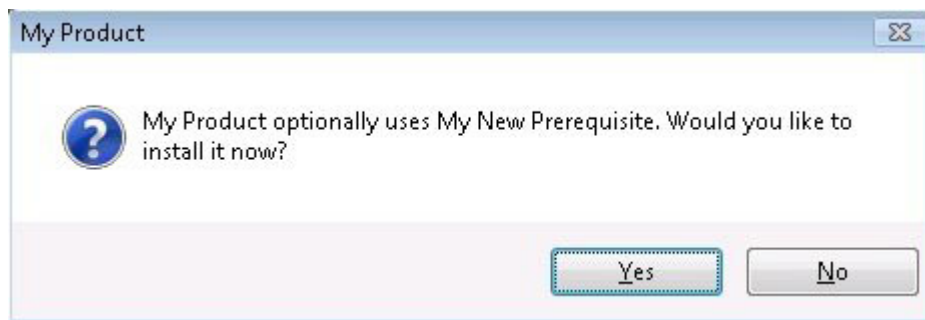 My Product
My Product optionally uses My New Prerequisite. Would you like to
install it now?
Yes
No